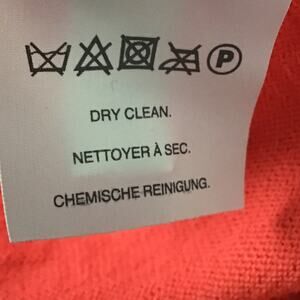 P
DRY CLEAN.
NETTOYER À SEC.
CHEMISCHE REINIGUNG.